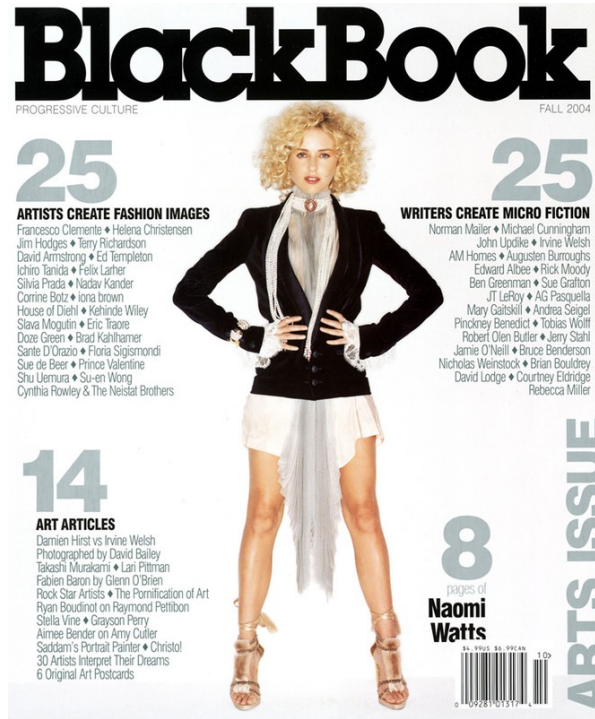 BlackBook
PROGRESSIVE CULTURE
FALL 2004
25
ARTISTS CREATE FASHION IMAGES
Francesco Clemente ♦ Helena Christensen
Jim Hodges ♦ Terry Richardson
David Armstrong ♦ Ed Templeton
Ichiro Tanida ♦ Felix Larher
Silvia Prada ♦ Nadav Kander
Corrine Botz ♦ iona brown
House of Diehl ♦ Kehinde Wiley
Slava Mogutin ♦ Eric Traore
Doze Green ♦ Brad Kahlhamer
Sante D'Orazio ♦ Floria Sigismondi
Sue de Beer ♦ Prince Valentine
Shu Uemura ♦ Su-en Wong
Cynthia Rowley & The Neistat Brothers
25
WRITERS CREATE MICRO FICTION
Norman Mailer ♦ Michael Cunningham
John Updike ♦ Irvine Welsh
AM Homes ♦ Augusten Burroughs
Edward Albee ♦ Rick Moody
Ben Greenman ♦ Sue Grafton
JT LeRoy ♦ AG Pasquella
Mary Gaitskill ♦ Andrea Seigel
Pinckney Benedict ♦ Tobias Wolff
Robert Olen Butler ♦ Jerry Stahl
Jamie O'Neill ♦ Bruce Benderson
Nicholas Weinstock ♦ Brian Bouldrey
David Lodge ♦ Courtney Eldridge
Rebecca Miller
14
ART ARTICLES
Damien Hirst vs Irvine Welsh
Photographed by David Bailey
Takashi Murakami ♦ Lari Pittman
Fabien Baron by Glenn O'Brien
Rock Star Artists ♦ The Pornification of Art
Ryan Boudinot on Raymond Pettibon
Stella Vine ♦ Grayson Perry
Aimee Bender on Amy Cutler
Saddam's Portrait Painter ♦ Christo!
30 Artists Interpret Their Dreams
6 Original Art Postcards
8
pages of
Naomi
Watts
$4.99US $6.99CAN
10>
0 09281 01317 4
ARTS ISSUE